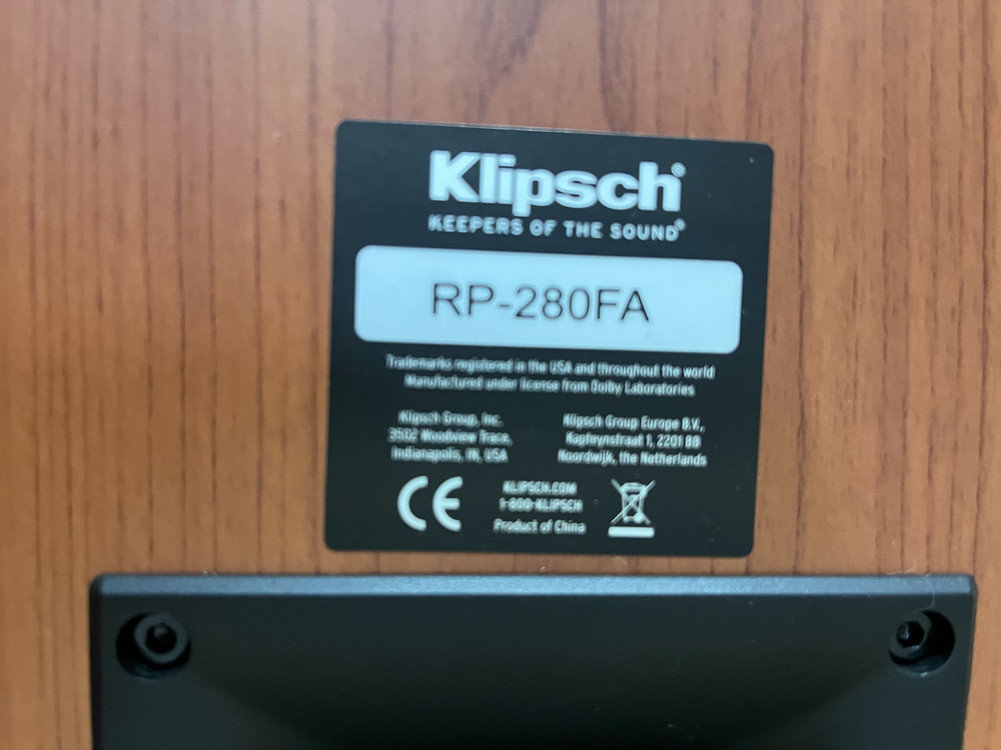 Klipsch®
KEEPERS OF THE SOUND®
RP-280FA
Trademarks registered in the USA and throughout the world
Manufactured under license from Dolby Laboratories
Klipsch Group, Inc.
3502 Woodview Trace,
Indianapolis, IN, USA
Klipsch Group Europe B.V.,
Kapteynstraat 1, 2201 BB
Noordwijk, the Netherlands
CE
KLIPSCH.COM
1-800-KLIPSCH
Product of China